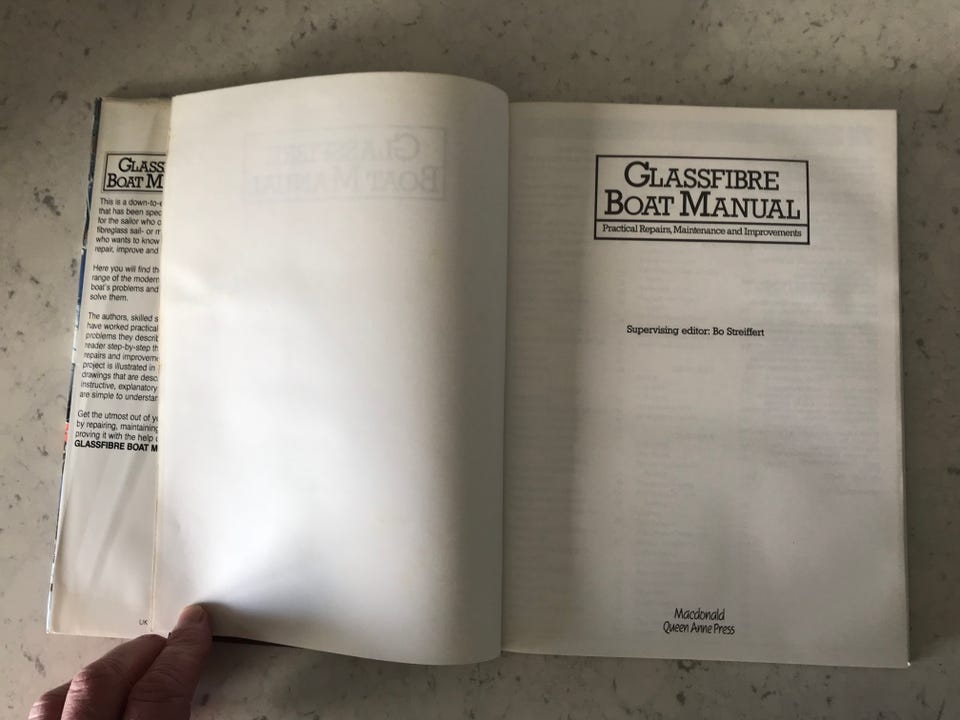 GLASS
BOAT M
This is a down-to-e
that has been spec
for the sailor who o
fibreglass sail- or m
who wants to know
repair, improve and
Here you will find th
range of the modern
boat's problems and
solve them.
The authors, skilled s
have worked practical
problems they describ
reader step-by-step th
repairs and improveme
project is illustrated in
drawings that are desc
instructive, explanatory
are simple to understan
Get the utmost out of yo
by repairing, maintaining
proving it with the help o
GLASSFIBRE BOAT M
UK
GLASSFIBRE
BOAT MANUAL
Practical Repairs, Maintenance and Improvements
Supervising editor: Bo Streiffert
Macdonald
Queen Anne Press